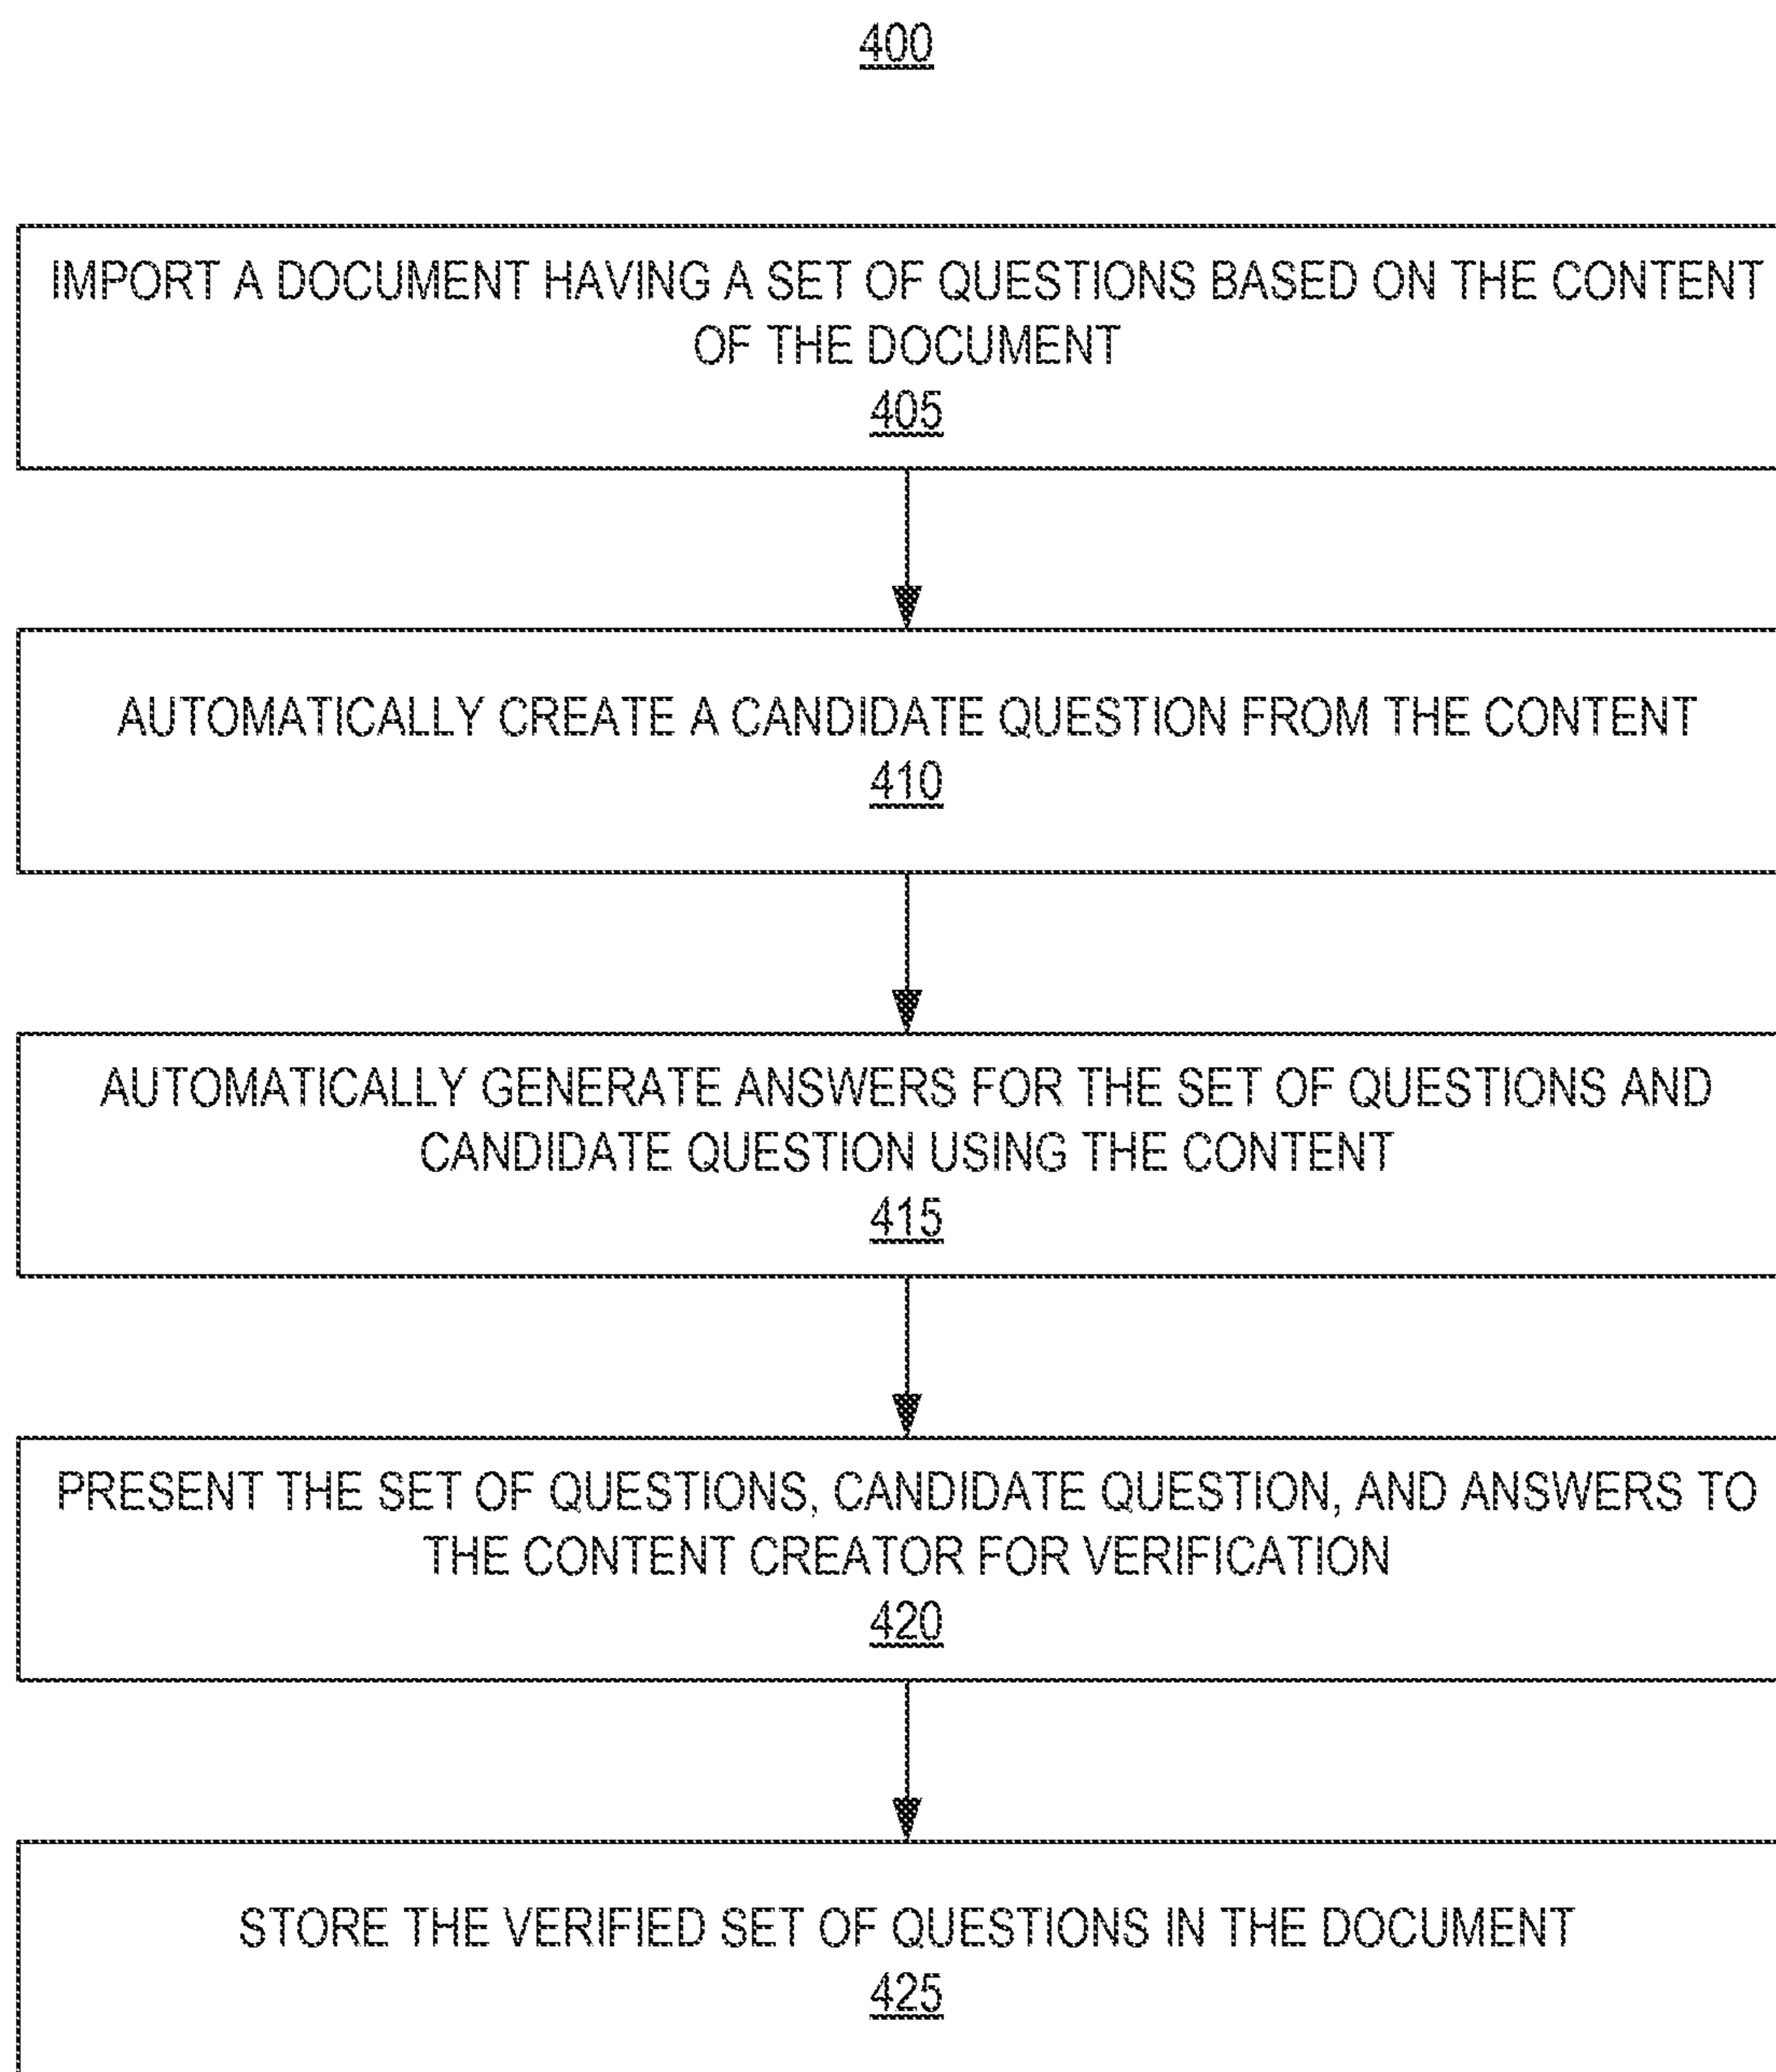 400
IMPORT A DOCUMENT HAVING A SET OF QUESTIONS BASED ON THE CONTENT
OF THE DOCUMENT
405
AUTOMATICALLY CREATE A CANDIDATE QUESTION FROM THE CONTENT
410
AUTOMATICALLY GENERATE ANSWERS FOR THE SET OF QUESTIONS AND
CANDIDATE QUESTION USING THE CONTENT
415
PRESENT THE SET OF QUESTIONS, CANDIDATE QUESTION, AND ANSWERS TO
THE CONTENT CREATOR FOR VERIFICATION
420
STORE THE VERIFIED SET OF QUESTIONS IN THE DOCUMENT
425